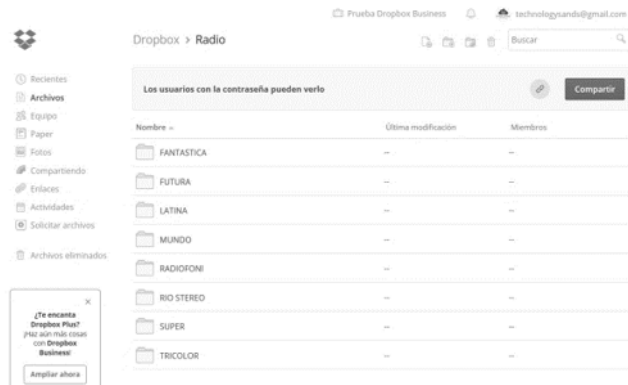 Prueba Dropbox Business
technologysands@gmail.com
Dropbox > Radio
Buscar
Recientes
Archivos
Equipo
Paper
Fotos
Compartiendo
Enlaces
Actividades
Solicitar archivos
Archivos eliminados
Los usuarios con la contraseña pueden verlo
Compartir
Nombre
Última modificación
Miembros
FANTASTICA -- --
FUTURA -- --
LATINA -- --
MUNDO -- --
RADIOFONI -- --
RIO STEREO -- --
SUPER -- --
TRICOLOR -- --
¿Te encanta
Dropbox Plus?
¡Haz aún más cosas
con Dropbox
Business!
Ampliar ahora